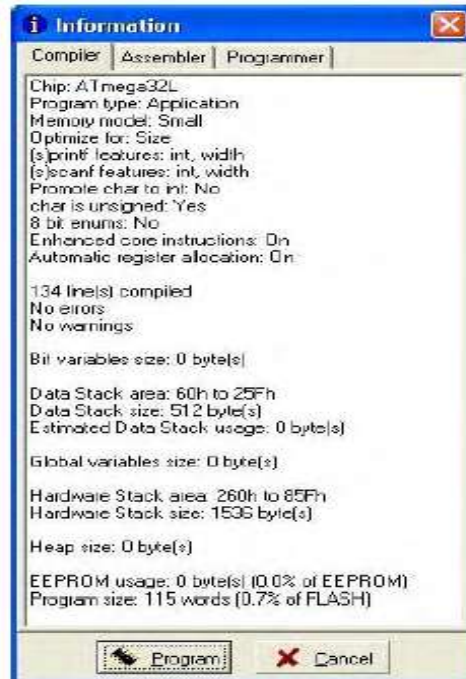 Information
Compiler Assembler Programmer
Chip: ATmega32L
Program type: Application
Memory model: Small
Optimize for: Size
(s)printf features: int, width
(s)scanf features: int, width
Promote char to int: No
char is unsigned: Yes
8 bit enums: No
Enhanced core instructions: On
Automatic register allocation: On
134 line(s) compiled
No errors
No warnings
Bit variables size: 0 byte(s)
Data Stack area: 60h to 25Fh
Data Stack size: 512 byte(s)
Estimated Data Stack usage: 0 byte(s)
Global variables size: 0 byte(s)
Hardware Stack area: 260h to 85Fh
Hardware Stack size: 1536 byte(s)
Heap size: 0 byte(s)
EEPROM usage: 0 byte(s) (0.0% of EEPROM)
Program size: 115 words (0.7% of FLASH)
Program Cancel